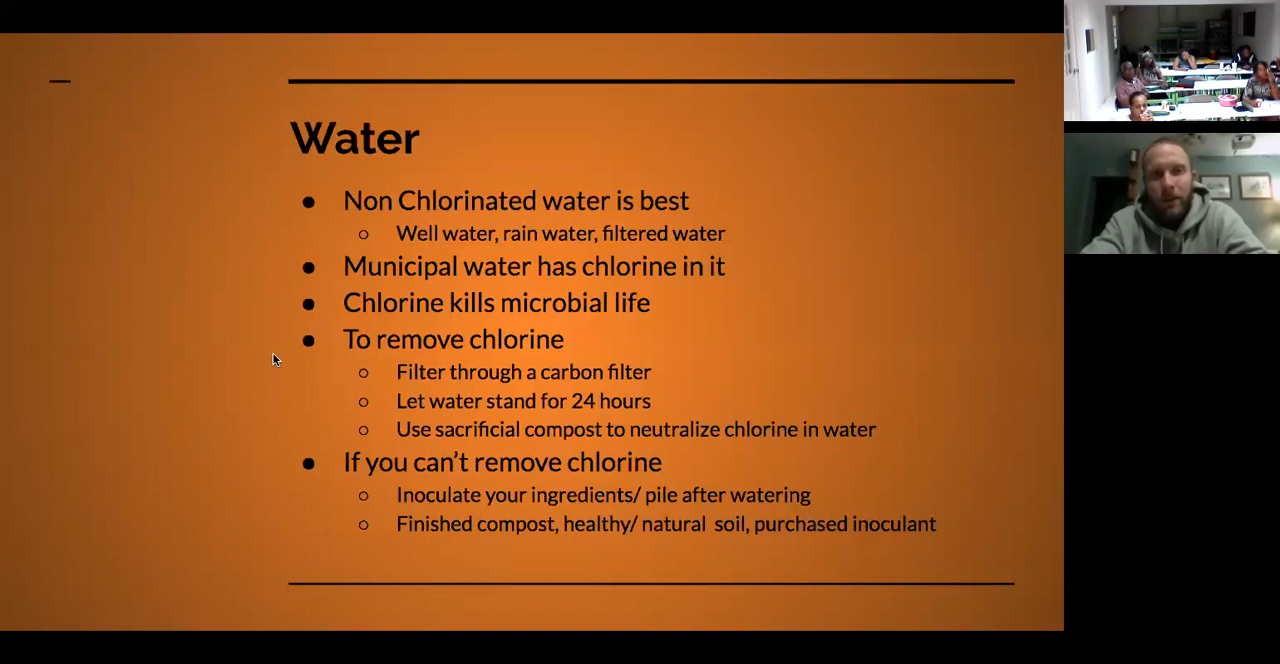 Water
● Non Chlorinated water is best
○ Well water, rain water, filtered water
● Municipal water has chlorine in it
● Chlorine kills microbial life
● To remove chlorine
○ Filter through a carbon filter
○ Let water stand for 24 hours
○ Use sacrificial compost to neutralize chlorine in water
● If you can’t remove chlorine
○ Inoculate your ingredients/ pile after watering
○ Finished compost, healthy/ natural soil, purchased inoculant